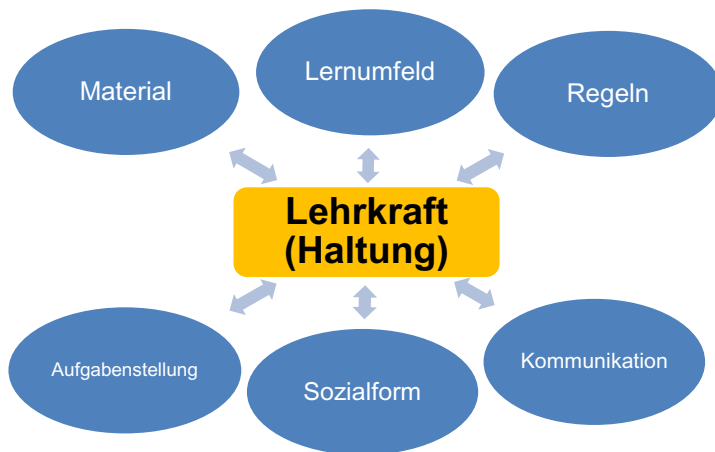 Material
Lernumfeld
Regeln
Lehrkraft
(Haltung)
Aufgabenstellung
Sozialform
Kommunikation